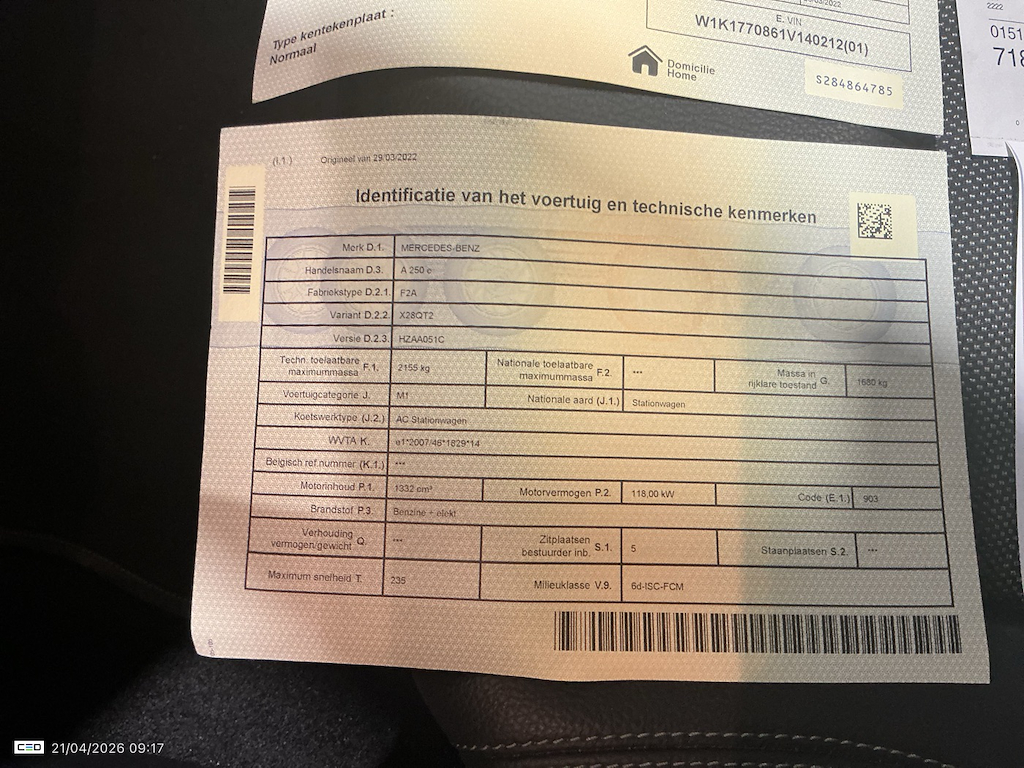 Type kentekenplaat :
Normaal
03/2022
E. VIN
W1K1770861V140212(01)
Domicilie
Home
S284864785
2222
0151
718
(I.1.) Origineel van 29/03/2022
Identificatie van het voertuig en technische kenmerken
Merk D.1. MERCEDES-BENZ
Handelsnaam D.3. A 250 e
Fabriekstype D.2.1. F2A
Variant D.2.2. X28QT2
Versie D.2.3. HZAA051C
Techn. toelaatbare maximummassa F.1. 2155 kg Nationale toelaatbare maximummassa F.2. --- Massa in rijklare toestand G. 1680 kg
Voertuigcategorie J. M1 Nationale aard (J.1.) Stationwagen
Koetswerktype (J.2.) AC Stationwagen
WVTA K. e1*2007/46*1829*14
Belgisch ref.nummer (K.1.) ---
Motorinhoud P.1. 1332 cm³ Motorvermogen P.2. 118,00 kW Code (E.1.) 903
Brandstof P.3. Benzine + elekt
Verhouding vermogen/gewicht Q. --- Zitplaatsen bestuurder inb. S.1. 5 Staanplaatsen S.2. ---
Maximum snelheid T. 235 Milieuklasse V.9. 6d-ISC-FCM
CEO 21/04/2026 09:17